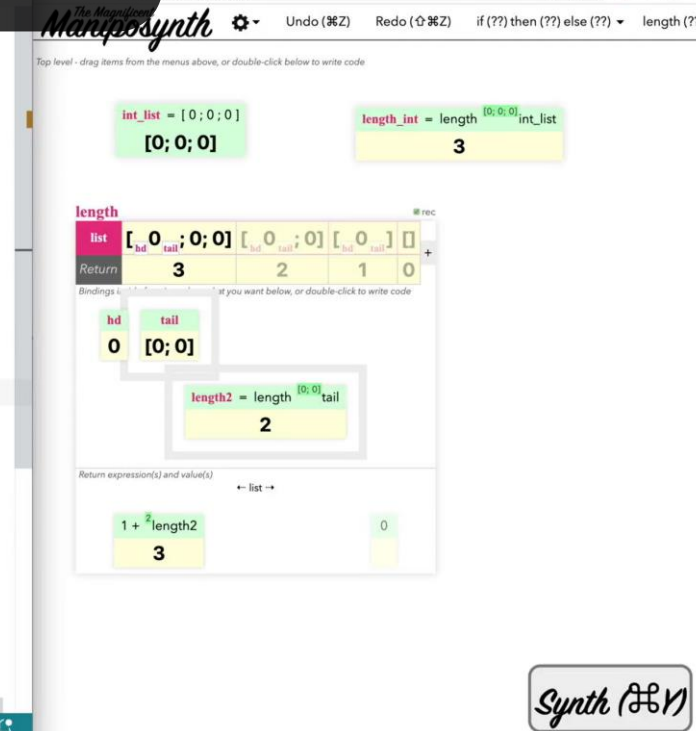 The Magnificent
Maniposynth
Undo (⌘Z) Redo (⇧⌘Z) if (??) then (??) else (??) length (?
Top level - drag items from the menus above, or double-click below to write code
int_list = [ 0 ; 0 ; 0 ]
[0; 0; 0]
length_int = length [0; 0; 0] int_list
3
length rec
list [ hd 0 tail ; 0; 0] [ hd 0 tail ; 0] [ hd 0 tail ] [] +
Return 3 2 1 0
Bindings you want below, or double-click to write code
hd tail
0 [0; 0]
length2 = length [0; 0] tail
2
Return expression(s) and value(s)
← list →
1 + 2 length2 0
3
Synth (⌘Y)